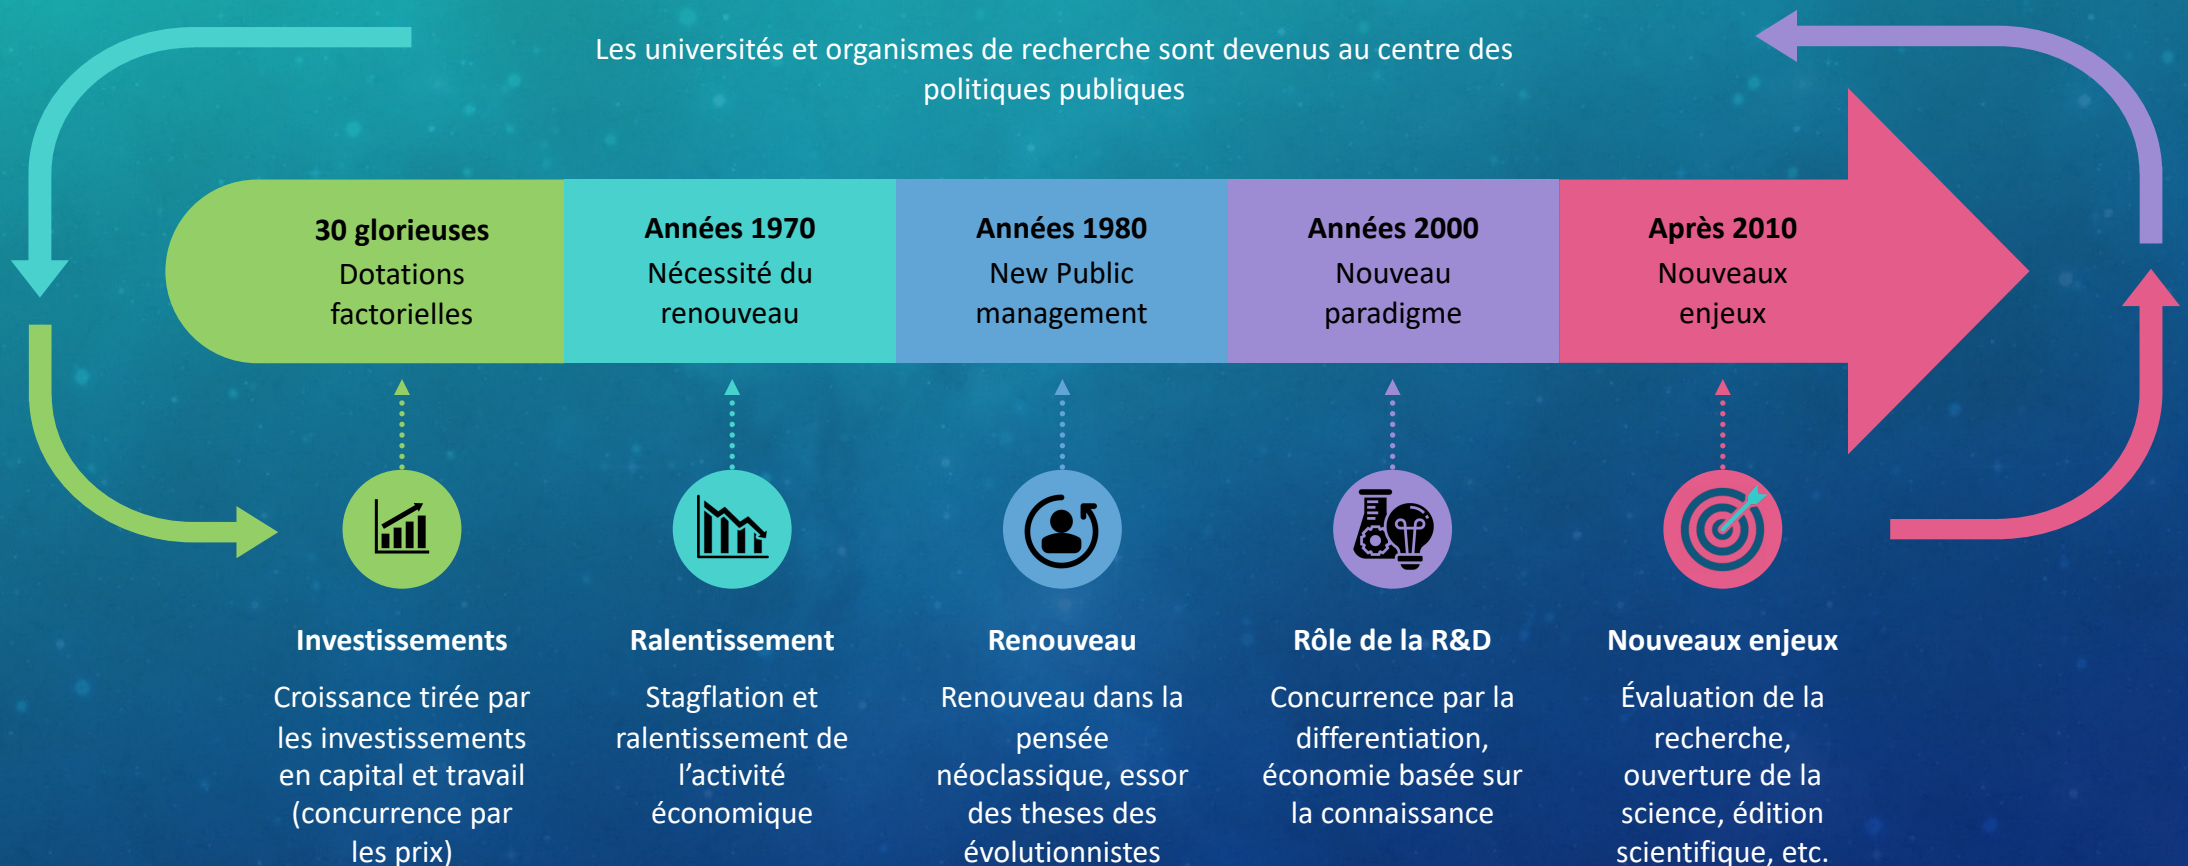 Les universités et organismes de recherche sont devenus au centre des
politiques publiques
30 glorieuses
Dotations
factorielles
Années 1970
Nécessité du
renouveau
Années 1980
New Public
management
Années 2000
Nouveau
paradigme
Après 2010
Nouveaux
enjeux
Investissements
Croissance tirée par
les investissements
en capital et travail
(concurrence par
les prix)
Ralentissement
Stagflation et
ralentissement de
l'activité
économique
Renouveau
Renouveau dans la
pensée
néoclassique, essor
des theses des
évolutionnistes
Rôle de la R&D
Concurrence par la
differentiation,
économie basée sur
la connaissance
Nouveaux enjeux
Évaluation de la
recherche,
ouverture de la
science, édition
scientifique, etc.